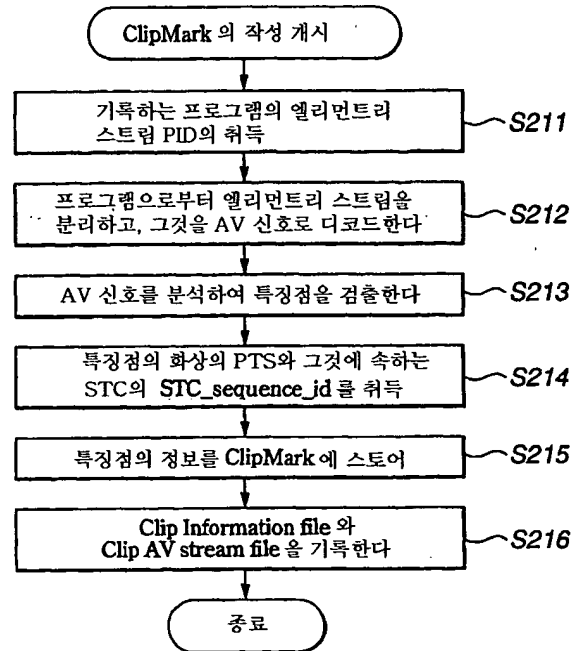 ClipMark 의 작성 개시
기록하는 프로그램의 엘리먼트리
스트림 PID의 취득
S211
프로그램으로부터 엘리먼트리 스트림을
분리하고, 그것을 AV 신호로 디코드한다
S212
AV 신호를 분석하여 특징점을 검출한다
S213
특징점의 화상의 PTS와 그것에 속하는
STC의 STC_sequence_id 를 취득
S214
특징점의 정보를 ClipMark 에 스토어
S215
Clip Information file 와
Clip AV stream file 을 기록한다
S216
종료